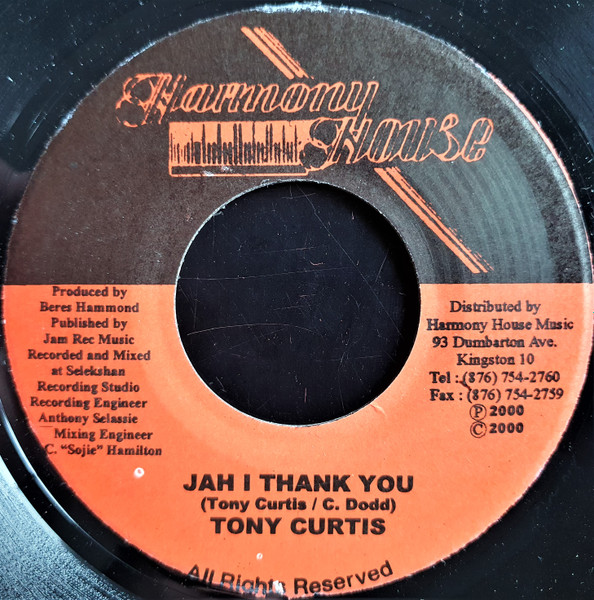 Harmony
House
Produced by
Beres Hammond
Published by
Jam Rec Music
Recorded and Mixed
at Selekshan
Recording Studio
Recording Engineer
Anthony Selassie
Mixing Engineer
C. "Sojie" Hamilton
Distributed by
Harmony House Music
93 Dumbarton Ave.
Kingston 10
Tel : (876) 754-2760
Fax : (876) 754-2759
℗ 2000
© 2000
JAH I THANK YOU
(Tony Curtis / C. Dodd)
TONY CURTIS
All Rights Reserved